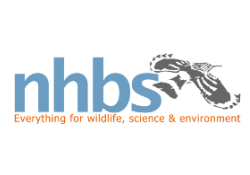 nhbs
Everything for wildlife, science & environment